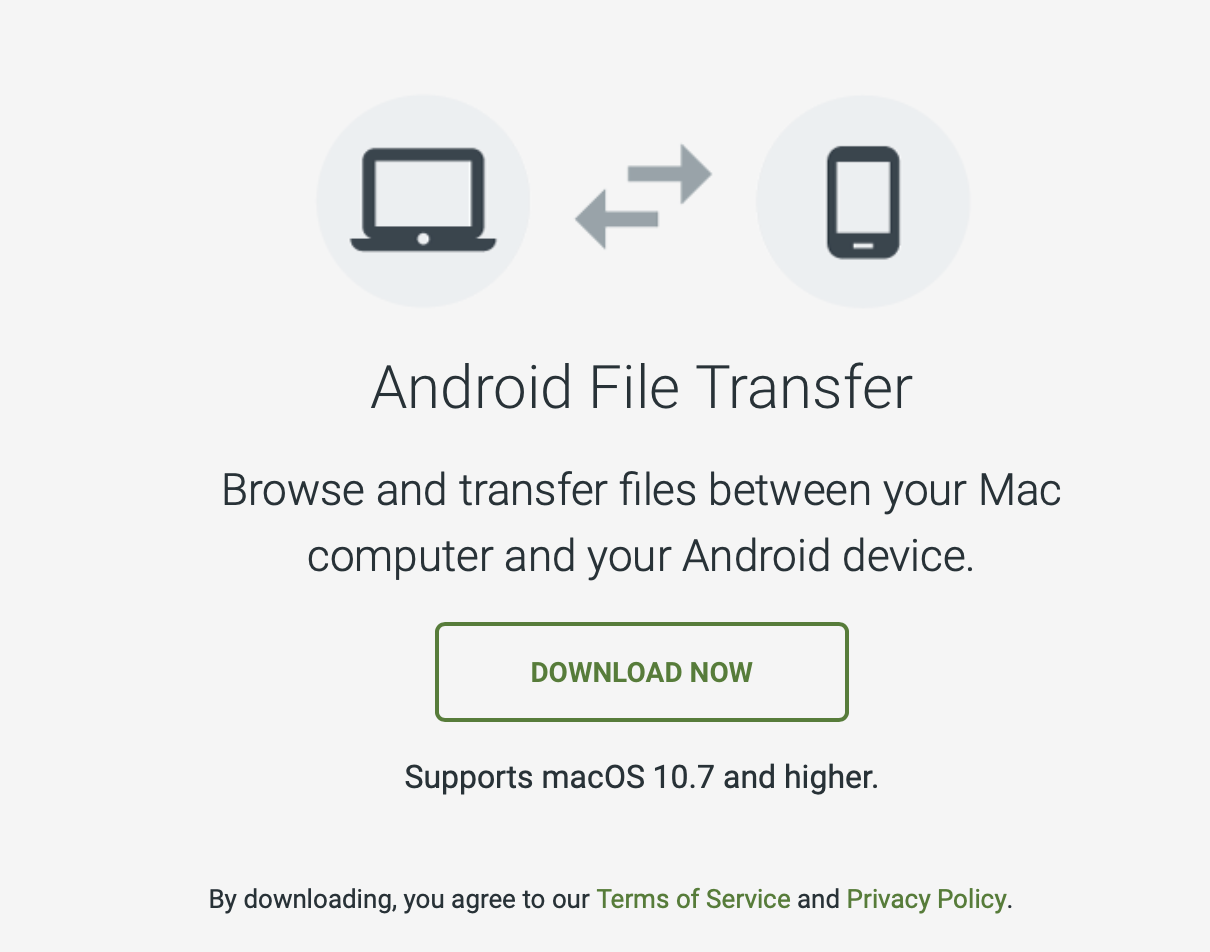 Android File Transfer
Browse and transfer files between your Mac
computer and your Android device.
DOWNLOAD NOW
Supports macOS 10.7 and higher.
By downloading, you agree to our Terms of Service and Privacy Policy.